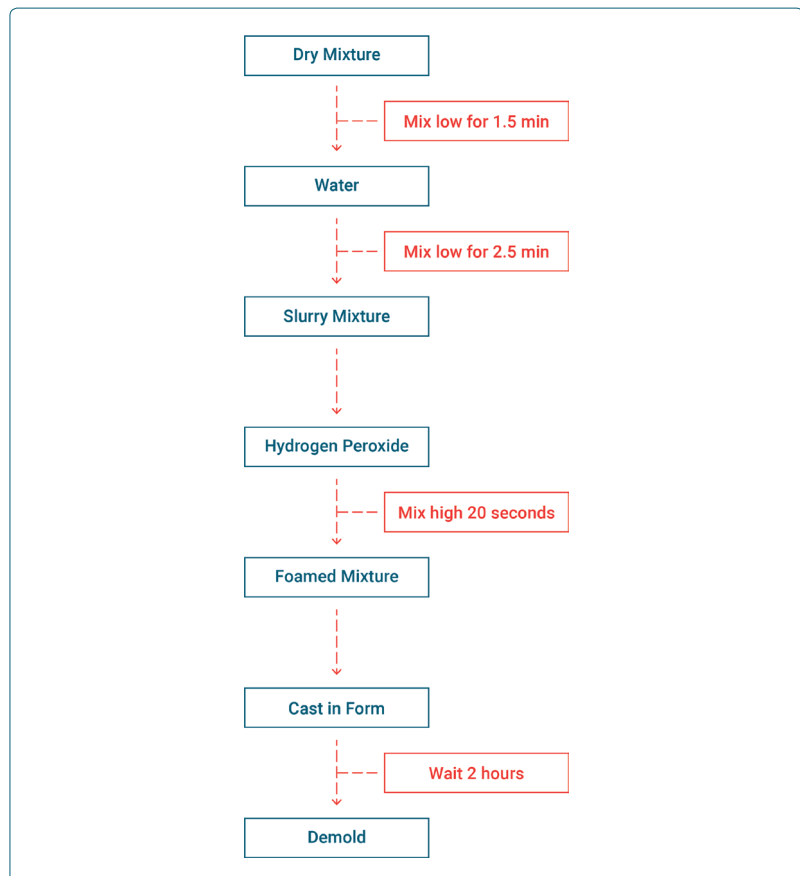 Dry Mixture
Mix low for 1.5 min
Water
Mix low for 2.5 min
Slurry Mixture
Hydrogen Peroxide
Mix high 20 seconds
Foamed Mixture
Cast in Form
Wait 2 hours
Demold